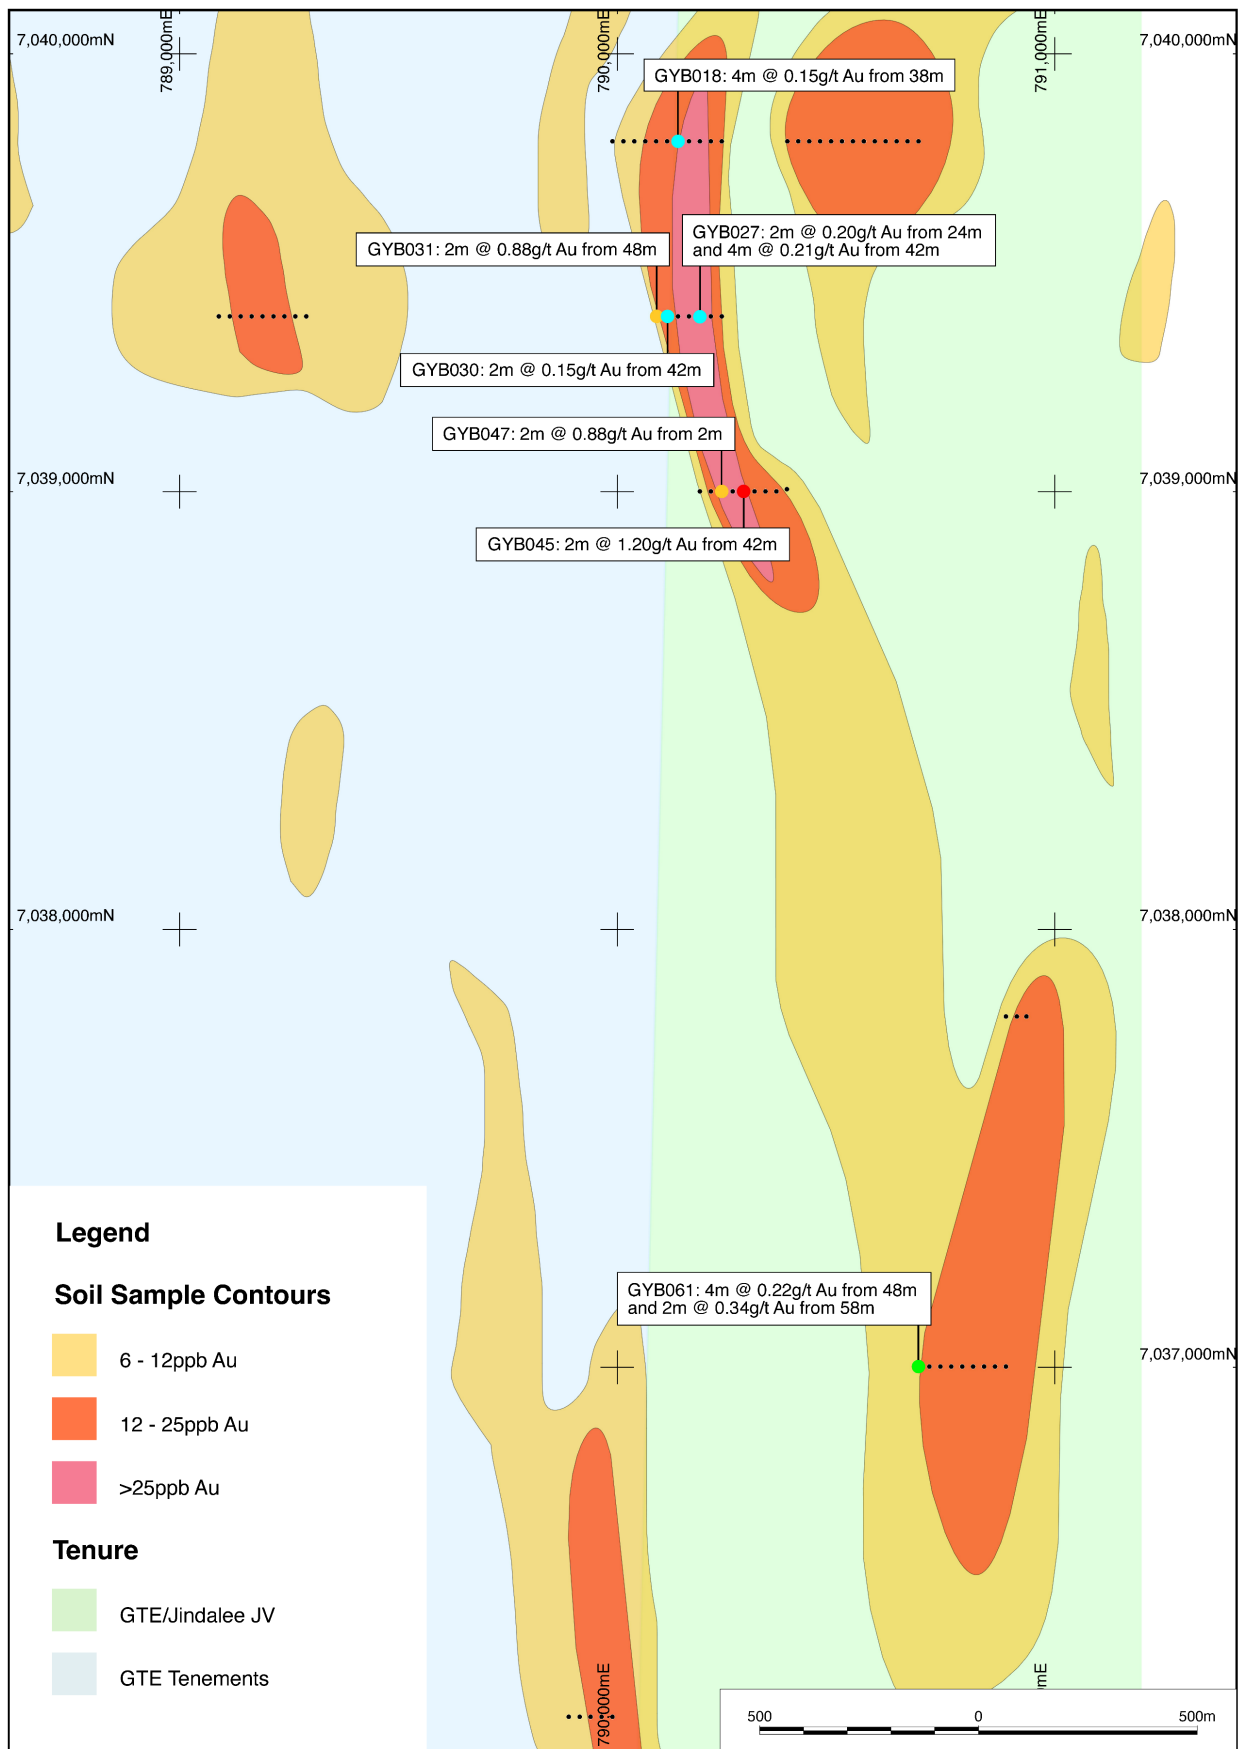 7,040,000mN
789,000mE
790,000mE
791,000mE
7,040,000mN
GYB018: 4m @ 0.15g/t Au from 38m
GYB027: 2m @ 0.20g/t Au from 24m
and 4m @ 0.21g/t Au from 42m
GYB031: 2m @ 0.88g/t Au from 48m
GYB030: 2m @ 0.15g/t Au from 42m
GYB047: 2m @ 0.88g/t Au from 2m
7,039,000mN
7,039,000mN
GYB045: 2m @ 1.20g/t Au from 42m
7,038,000mN
7,038,000mN
GYB061: 4m @ 0.22g/t Au from 48m
and 2m @ 0.34g/t Au from 58m
7,037,000mN
Legend
Soil Sample Contours
6 - 12ppb Au
12 - 25ppb Au
>25ppb Au
Tenure
GTE/Jindalee JV
GTE Tenements
790,000mE
mE
500
0
500m